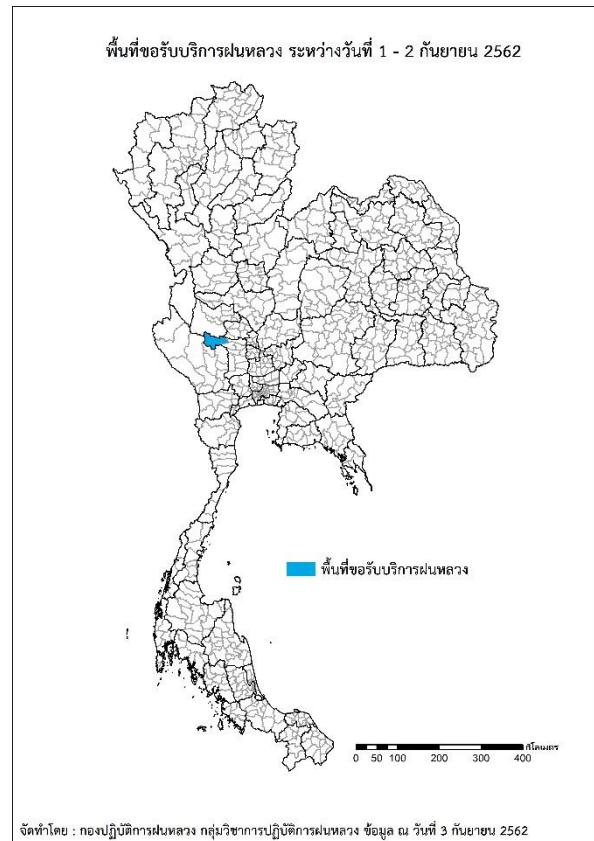 พื้นที่ขอรับบริการฝนหลวง ระหว่างวันที่ 1 - 2 กันยายน 2562
พื้นที่ขอรับบริการฝนหลวง
กิโลเมตร
0 50 100 200 300 400
จัดทำโดย : กองปฏิบัติการฝนหลวง กลุ่มวิชาการปฏิบัติการฝนหลวง ข้อมูล ณ วันที่ 3 กันยายน 2562